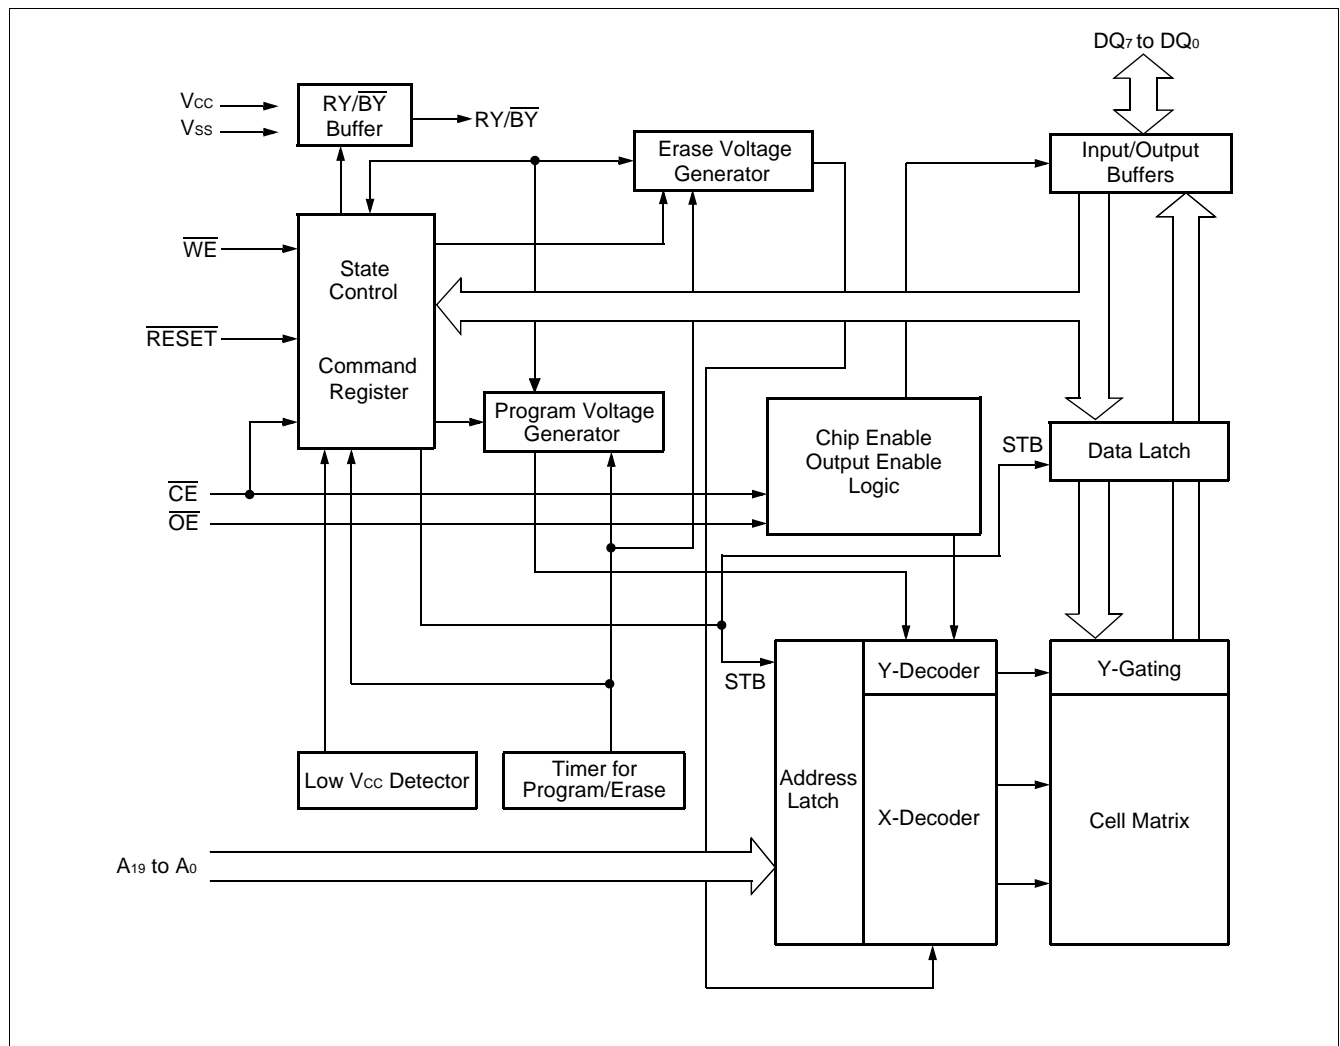 DQ7 to DQ0
VCC
VSS
RY/BY
Buffer
RY/BY
Erase Voltage
Generator
Input/Output
Buffers
WE
State
Control
RESET
Command
Register
Program Voltage
Generator
Chip Enable
Output Enable
Logic
STB
Data Latch
CE
OE
STB
Y-Decoder
Y-Gating
Low VCC Detector
Timer for
Program/Erase
Address
Latch
X-Decoder
Cell Matrix
A19 to A0